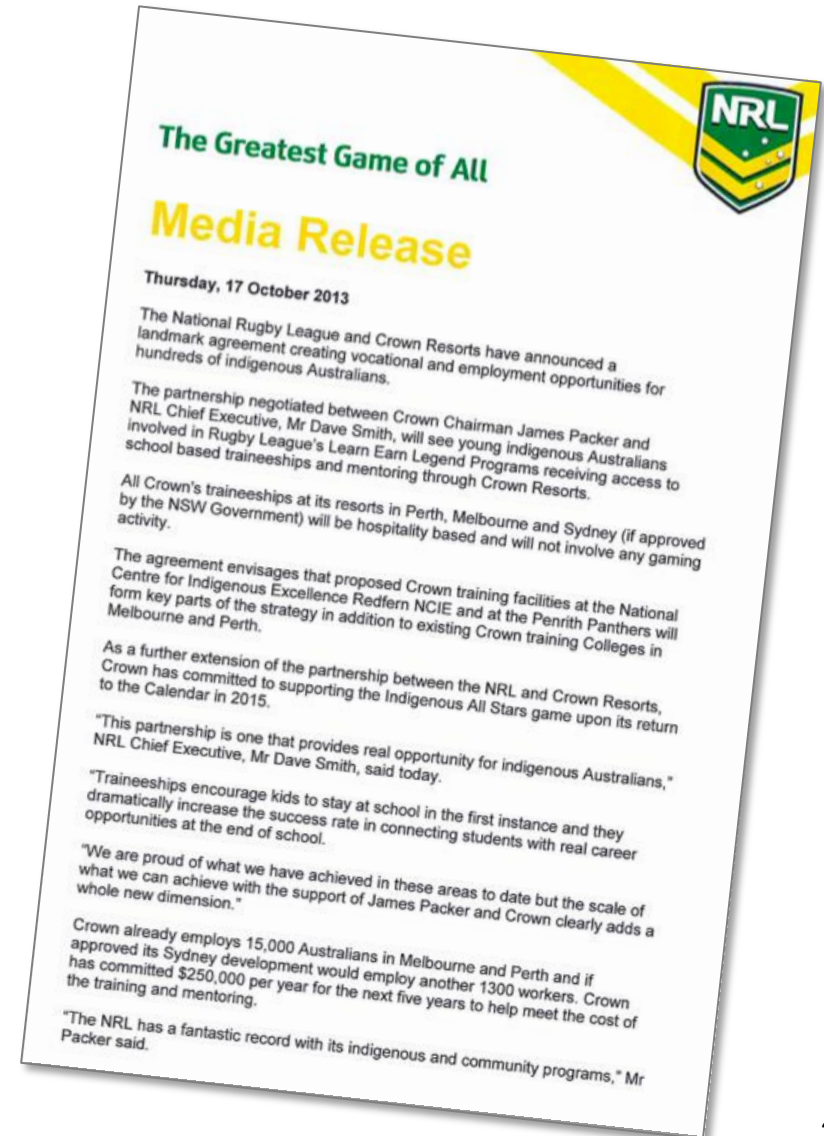 NRL
The Greatest Game of All
Media Release
Thursday, 17 October 2013
The National Rugby League and Crown Resorts have announced a
landmark agreement creating vocational and employment opportunities for
hundreds of indigenous Australians.
The partnership negotiated between Crown Chairman James Packer and
NRL Chief Executive, Mr Dave Smith, will see young indigenous Australians
involved in Rugby League's Learn Earn Legend Programs receiving access to
school based traineeships and mentoring through Crown Resorts.
All Crown's traineeships at its resorts in Perth, Melbourne and Sydney (if approved
by the NSW Government) will be hospitality based and will not involve any gaming
activity.
The agreement envisages that proposed Crown training facilities at the National
Centre for Indigenous Excellence Redfern NCIE and at the Penrith Panthers will
form key parts of the strategy in addition to existing Crown training Colleges in
Melbourne and Perth.
As a further extension of the partnership between the NRL and Crown Resorts,
Crown has committed to supporting the Indigenous All Stars game upon its return
to the Calendar in 2015.
"This partnership is one that provides real opportunity for indigenous Australians,"
NRL Chief Executive, Mr Dave Smith, said today.
"Traineeships encourage kids to stay at school in the first instance and they
dramatically increase the success rate in connecting students with real career
opportunities at the end of school.
"We are proud of what we have achieved in these areas to date but the scale of
what we can achieve with the support of James Packer and Crown clearly adds a
whole new dimension."
Crown already employs 15,000 Australians in Melbourne and Perth and if
approved its Sydney development would employ another 1300 workers. Crown
has committed $250,000 per year for the next five years to help meet the cost of
the training and mentoring.
"The NRL has a fantastic record with its indigenous and community programs," Mr
Packer said.